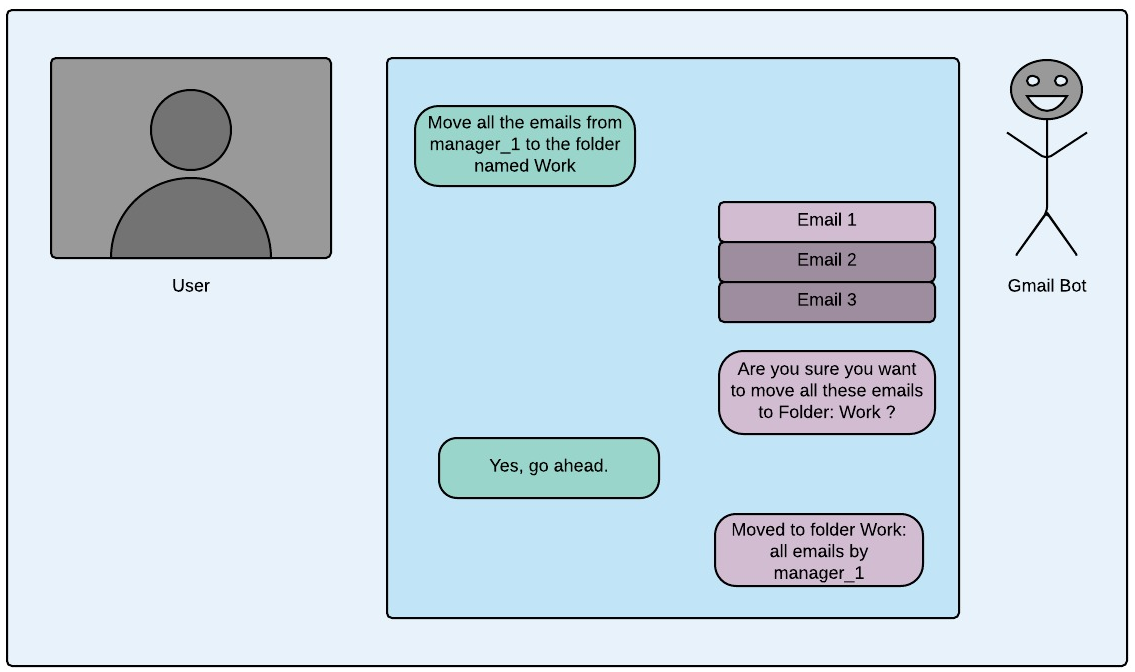 Move all the emails from
manager_1 to the folder
named Work
Email 1
Email 2
Email 3
User
Gmail Bot
Are you sure you want
to move all these emails
to Folder: Work ?
Yes, go ahead.
Moved to folder Work:
all emails by
manager_1